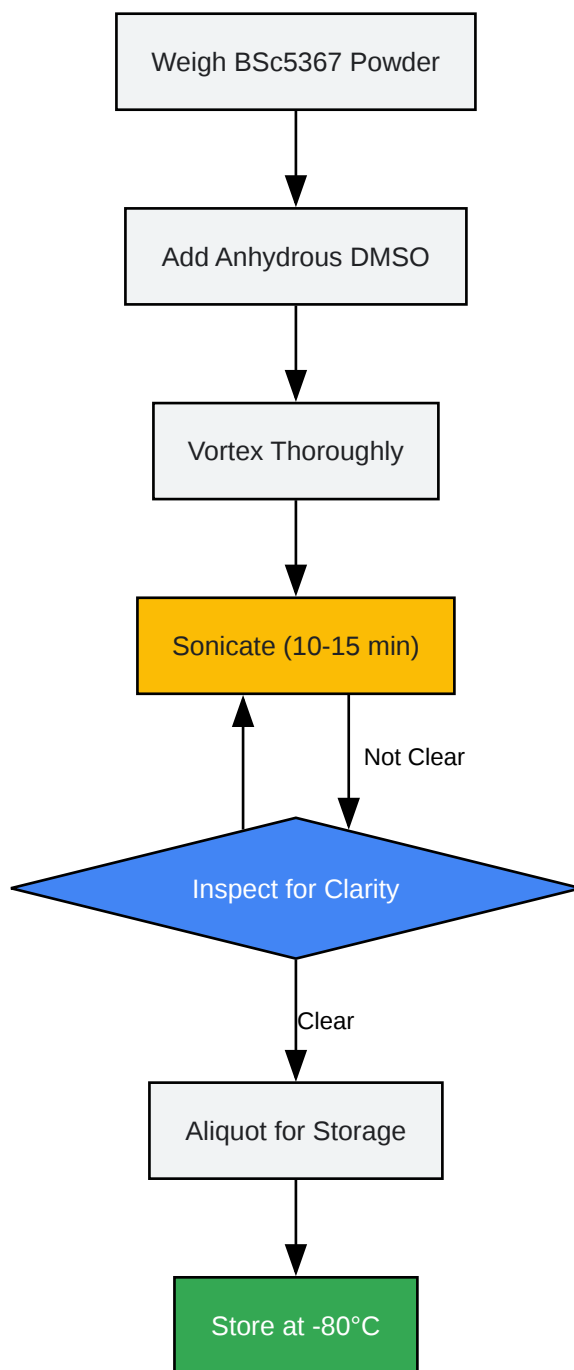 Weigh BSc5367 Powder
Add Anhydrous DMSO
Vortex Thoroughly
Sonicate (10-15 min)
Not Clear
Inspect for Clarity
Clear
Aliquot for Storage
Store at -80°C